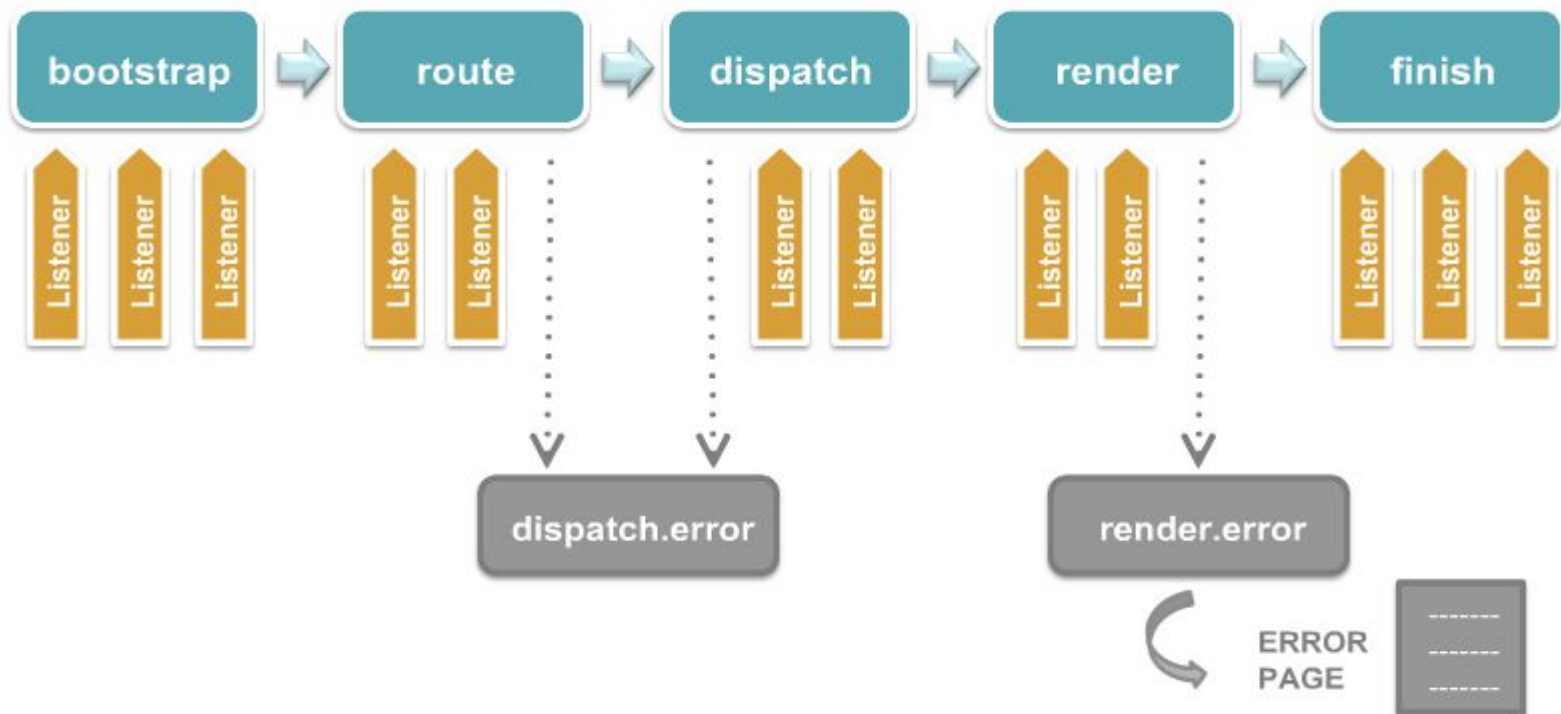 bootstrap
route
dispatch
render
finish
Listener
Listener
Listener
Listener
Listener
Listener
Listener
Listener
Listener
Listener
Listener
Listener
dispatch.error
render.error
ERROR
PAGE
-------
-------
-------